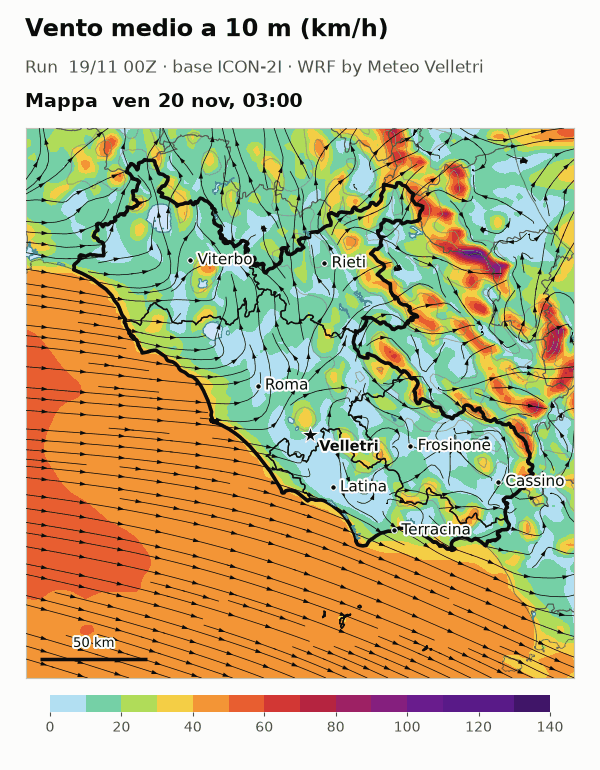 Vento medio a 10 m (km/h)
Run  19/11 00Z · base ICON-2I · WRF by Meteo Velletri
Mappa  ven 20 nov, 03:00
Viterbo
Rieti
Roma
Velletri
Frosinone
Latina
Cassino
Terracina
50 km
0 20 40 60 80 100 120 140